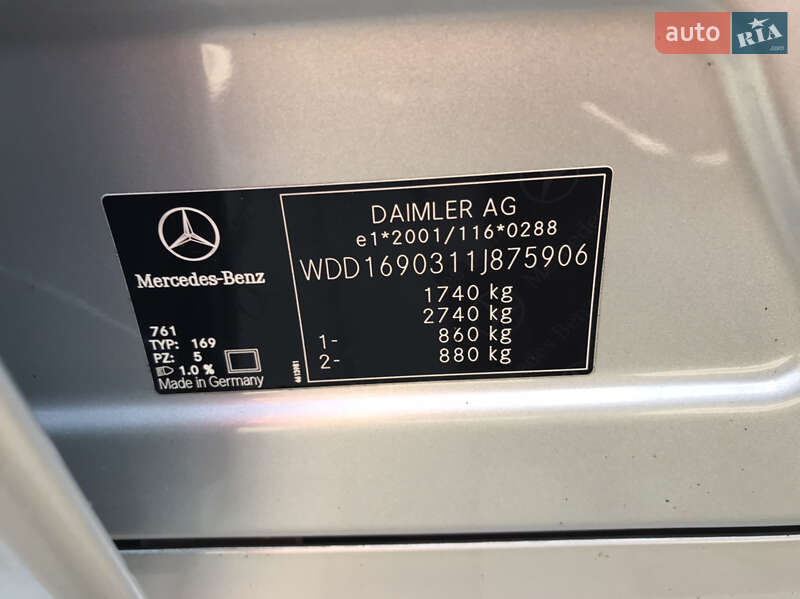 auto RIA
.com
DAIMLER AG
e1*2001/116*0288
WDD1690311J875906
1740 kg
2740 kg
1- 860 kg
2- 880 kg
Mercedes-Benz
761
TYP: 169
PZ: 5
1.0 %
Made in Germany